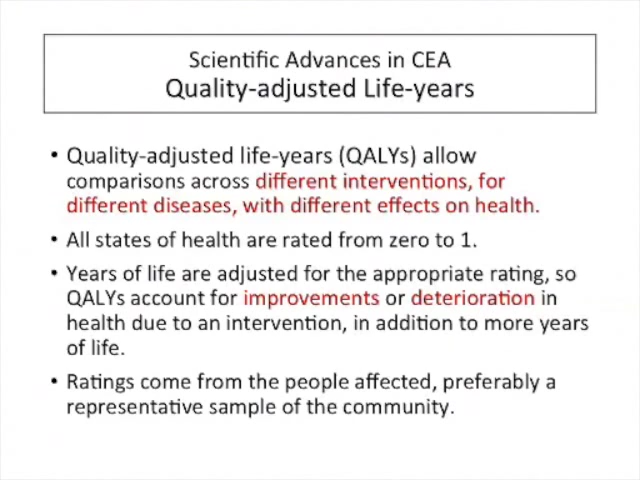 Scientific Advances in CEA
Quality-adjusted Life-years
• Quality-adjusted life-years (QALYs) allow
comparisons across different interventions, for
different diseases, with different effects on health.
• All states of health are rated from zero to 1.
• Years of life are adjusted for the appropriate rating, so
QALYs account for improvements or deterioration in
health due to an intervention, in addition to more years
of life.
• Ratings come from the people affected, preferably a
representative sample of the community.